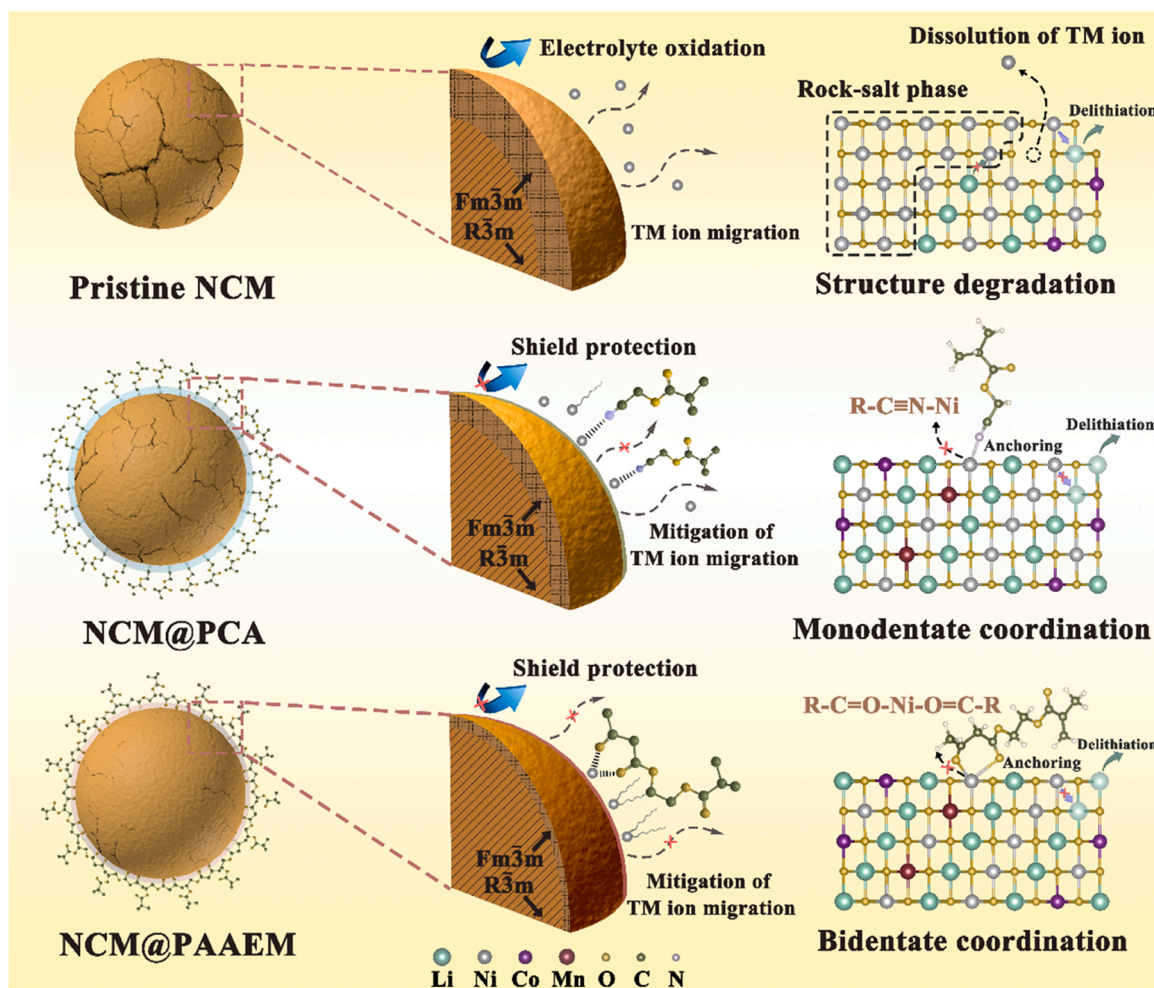 Electrolyte oxidation
Dissolution of TM ion
Rock-salt phase
Delithiation
Fm3̄m
R3̄m
TM ion migration
Pristine NCM
Structure degradation
Shield protection
R-C≡N-Ni
Anchoring
Delithiation
Fm3̄m
R3̄m
Mitigation of
TM ion migration
NCM@PCA
Monodentate coordination
Shield protection
R-C=O-Ni-O=C-R
Delithiation
Anchoring
Fm3̄m
R3̄m
Mitigation of
TM ion migration
NCM@PAAEM
Bidentate coordination
Li Ni Co Mn O C N